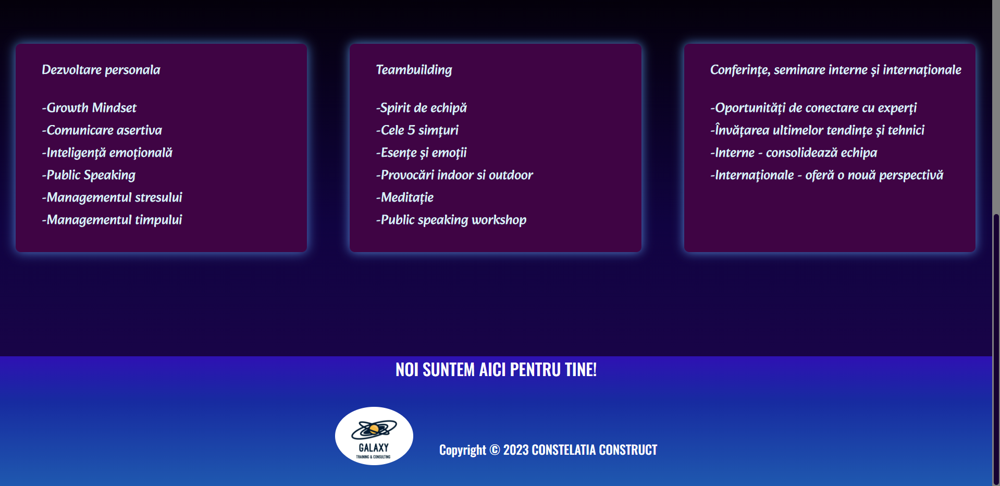 Dezvoltare personala
-Growth Mindset
-Comunicare asertiva
-Inteligență emoțională
-Public Speaking
-Managementul stresului
-Managementul timpului
Teambuilding
-Spirit de echipă
-Cele 5 simțuri
-Esențe și emoții
-Provocări indoor si outdoor
-Meditație
-Public speaking workshop
Conferințe, seminare interne și internaționale
-Oportunități de conectare cu experți
-Învățarea ultimelor tendințe și tehnici
-Interne - consolidează echipa
-Internaționale - oferă o nouă perspectivă
NOI SUNTEM AICI PENTRU TINE!
GALAXY
TRAINING & CONSULTING
Copyright © 2023 CONSTELATIA CONSTRUCT